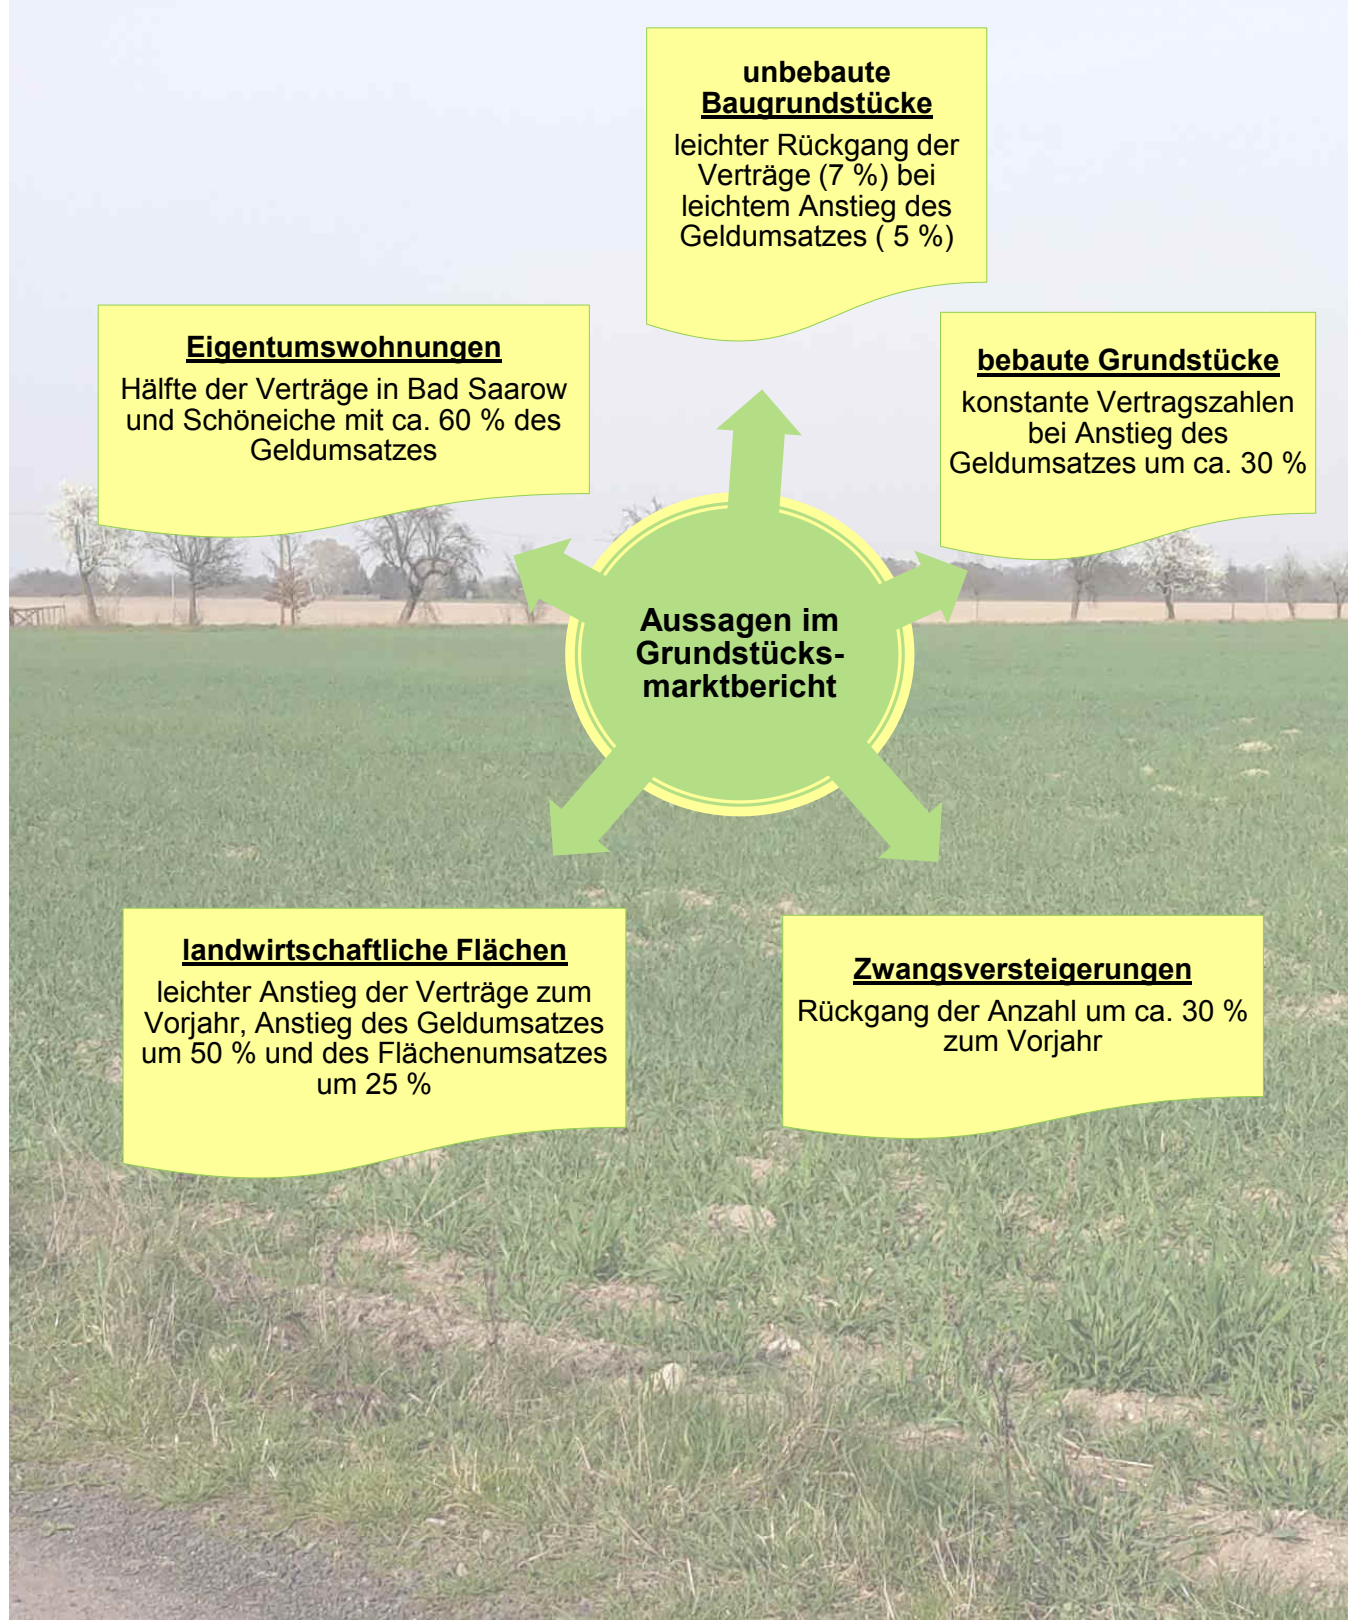 unbebaute
Baugrundstücke
leichter Rückgang der
Verträge (7 %) bei
leichtem Anstieg des
Geldumsatzes ( 5 %)
Eigentumswohnungen
Hälfte der Verträge in Bad Saarow
und Schöneiche mit ca. 60 % des
Geldumsatzes
bebaute Grundstücke
konstante Vertragszahlen
bei Anstieg des
Geldumsatzes um ca. 30 %
Aussagen im
Grundstücks-
marktbericht
landwirtschaftliche Flächen
leichter Anstieg der Verträge zum
Vorjahr, Anstieg des Geldumsatzes
um 50 % und des Flächenumsatzes
um 25 %
Zwangsversteigerungen
Rückgang der Anzahl um ca. 30 %
zum Vorjahr